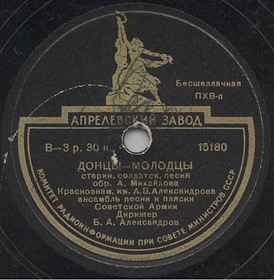 Бесшеллачная
ПХВ-п
АПРЕЛЕВСКИЙ ЗАВОД
В—3 р. 30 к. 15180
ДОНЦЫ—МОЛОДЦЫ
старин. солдатск. песня
обр. А. Михайлова
Краснознам. им. А.В.Александрова
ансамбль песни и пляски
Советской Армии
Дирижер
Б. А. Александров
КОМИТЕТ РАДИОИНФОРМАЦИИ ПРИ СОВЕТЕ МИНИСТРОВ СССР